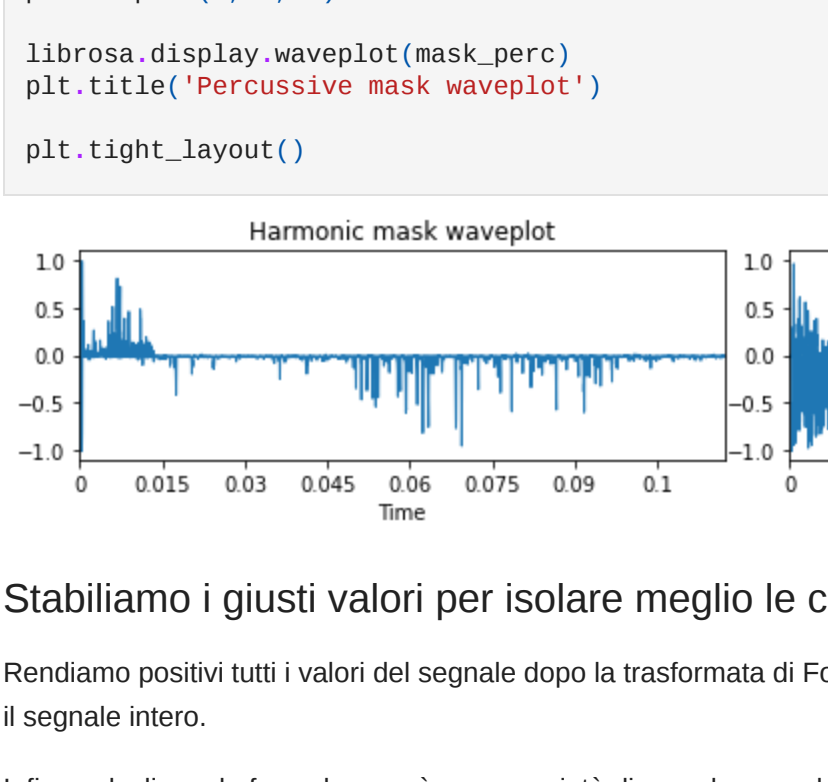 librosa.display.waveplot(mask_perc)
plt.title('Percussive mask waveplot')
plt.tight_layout()
Harmonic mask waveplot
1.0
0.5
0.0
−0.5
−1.0
0 0.015 0.03 0.045 0.06 0.075 0.09 0.1
Time
1.0
0.5
0.0
−0.5
−1.0
0
Stabiliamo i giusti valori per isolare meglio le c
Rendiamo positivi tutti i valori del segnale dopo la trasformata di Fo
il segnale intero.